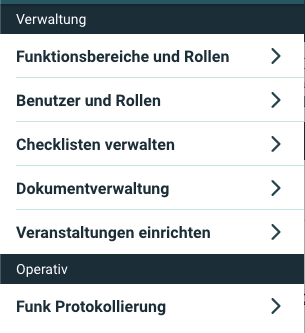 Verwaltung
Funktionsbereiche und Rollen
Benutzer und Rollen
Checklisten verwalten
Dokumentverwaltung
Veranstaltungen einrichten
Operativ
Funk Protokollierung